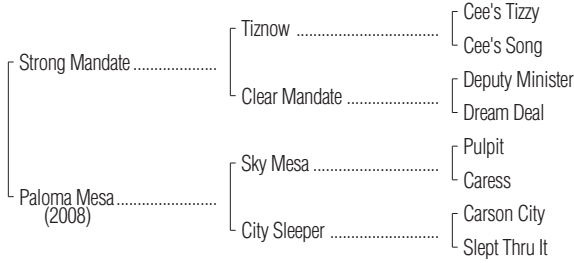 Cee's Tizzy
Tiznow ..............................
Cee's Song
Strong Mandate ..................
Deputy Minister
Clear Mandate ...................
Dream Deal
Pulpit
Sky Mesa ..........................
Caress
Paloma Mesa .....................
(2008)
Carson City
City Sleeper .......................
Slept Thru It